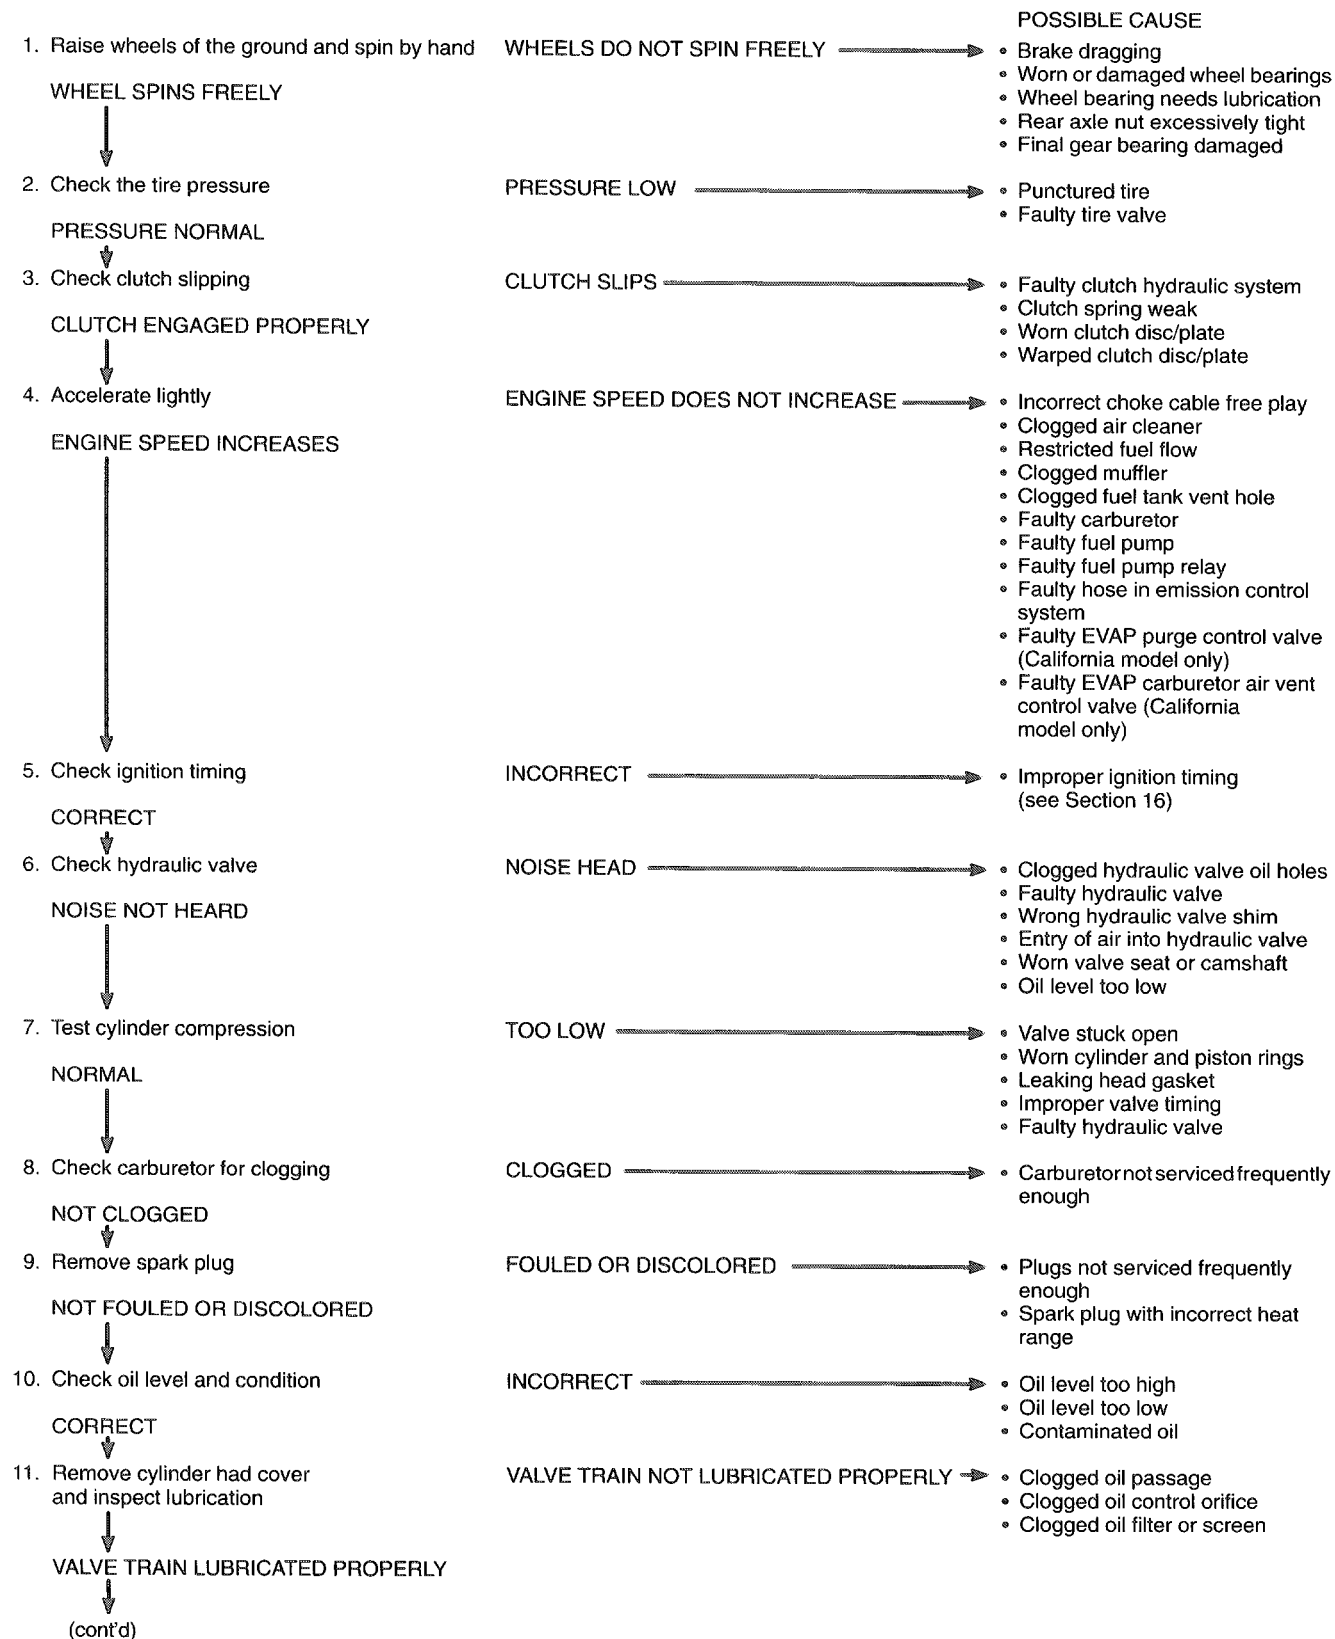 POSSIBLE CAUSE
1. Raise wheels of the ground and spin by hand
WHEELS DO NOT SPIN FREELY
• Brake dragging
• Worn or damaged wheel bearings
• Wheel bearing needs lubrication
• Rear axle nut excessively tight
• Final gear bearing damaged
WHEEL SPINS FREELY
2. Check the tire pressure
PRESSURE LOW
• Punctured tire
• Faulty tire valve
PRESSURE NORMAL
3. Check clutch slipping
CLUTCH SLIPS
• Faulty clutch hydraulic system
• Clutch spring weak
• Worn clutch disc/plate
• Warped clutch disc/plate
CLUTCH ENGAGED PROPERLY
4. Accelerate lightly
ENGINE SPEED DOES NOT INCREASE
• Incorrect choke cable free play
• Clogged air cleaner
• Restricted fuel flow
• Clogged muffler
• Clogged fuel tank vent hole
• Faulty carburetor
• Faulty fuel pump
• Faulty fuel pump relay
• Faulty hose in emission control
system
• Faulty EVAP purge control valve
(California model only)
• Faulty EVAP carburetor air vent
control valve (California
model only)
ENGINE SPEED INCREASES
5. Check ignition timing
INCORRECT
• Improper ignition timing
(see Section 16)
CORRECT
6. Check hydraulic valve
NOISE HEAD
• Clogged hydraulic valve oil holes
• Faulty hydraulic valve
• Wrong hydraulic valve shim
• Entry of air into hydraulic valve
• Worn valve seat or camshaft
• Oil level too low
NOISE NOT HEARD
7. Test cylinder compression
TOO LOW
• Valve stuck open
• Worn cylinder and piston rings
• Leaking head gasket
• Improper valve timing
• Faulty hydraulic valve
NORMAL
8. Check carburetor for clogging
CLOGGED
• Carburetor not serviced frequently
enough
NOT CLOGGED
9. Remove spark plug
FOULED OR DISCOLORED
• Plugs not serviced frequently
enough
• Spark plug with incorrect heat
range
NOT FOULED OR DISCOLORED
10. Check oil level and condition
INCORRECT
• Oil level too high
• Oil level too low
• Contaminated oil
CORRECT
11. Remove cylinder had cover
and inspect lubrication
VALVE TRAIN NOT LUBRICATED PROPERLY
• Clogged oil passage
• Clogged oil control orifice
• Clogged oil filter or screen
VALVE TRAIN LUBRICATED PROPERLY
(cont'd)